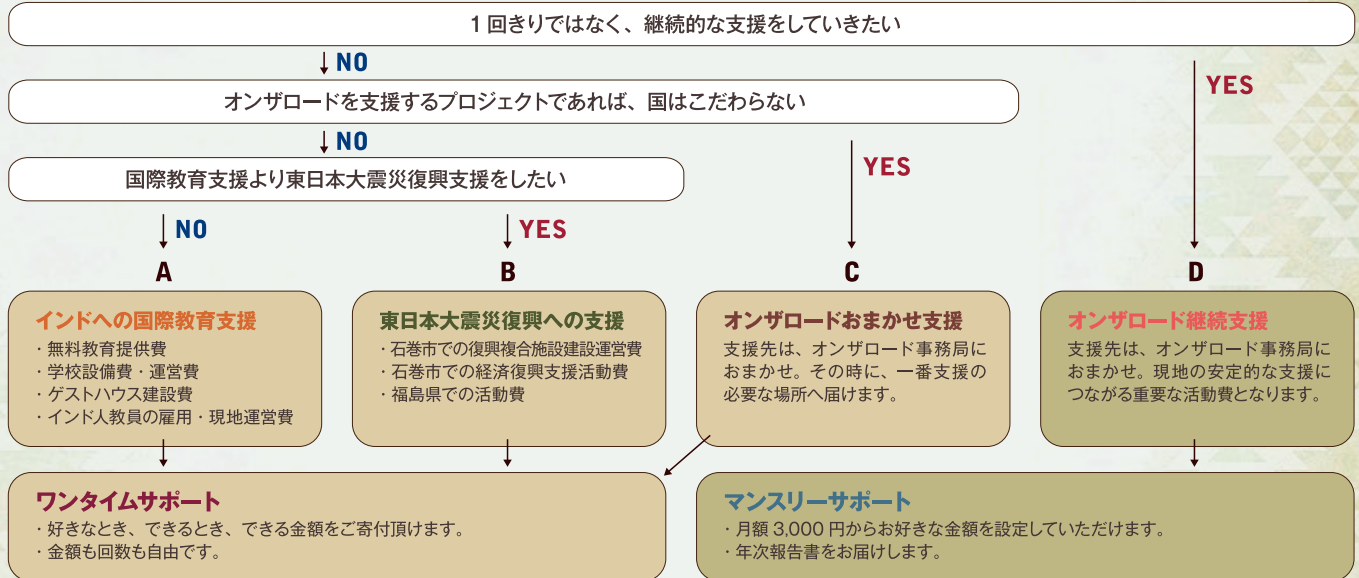 1回きりではなく、継続的な支援をしていきたい
NO
YES
オンザロードを支援するプロジェクトであれば、国はこだわらない
NO
YES
国際教育支援より東日本大震災復興支援をしたい
NO
YES
A
B
C
D
インドへの国際教育支援
・無料教育提供費
・学校設備費・運営費
・ゲストハウス建設費
・インド人教員の雇用・現地運営費
東日本大震災復興への支援
・石巻市での復興複合施設建設運営費
・石巻市での経済復興支援活動費
・福島県での活動費
オンザロードおまかせ支援
支援先は、オンザロード事務局に
おまかせ。その時に、一番支援の
必要な場所へ届けます。
オンザロード継続支援
支援先は、オンザロード事務局に
おまかせ。現地の安定的な支援に
つながる重要な活動費となります。
ワンタイムサポート
・好きなとき、できるとき、できる金額をご寄付頂けます。
・金額も回数も自由です。
マンスリーサポート
・月額3,000円からお好きな金額を設定していただけます。
・年次報告書をお届けします。